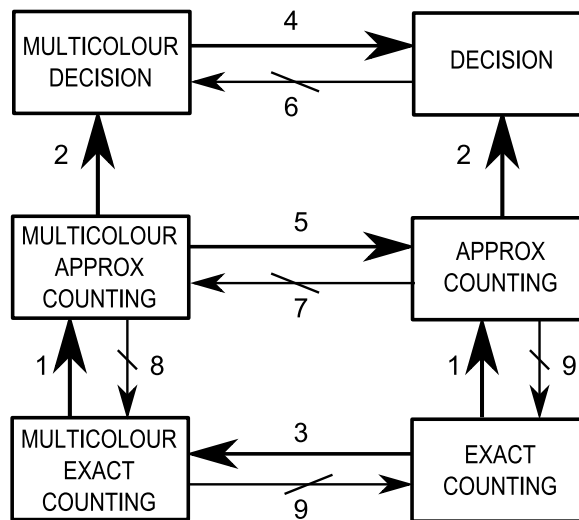 MULTICOLOUR
DECISION
4
6
DECISION
2
2
MULTICOLOUR
APPROX
COUNTING
5
7
APPROX
COUNTING
1
8
1
9
MULTICOLOUR
EXACT
COUNTING
3
9
EXACT
COUNTING